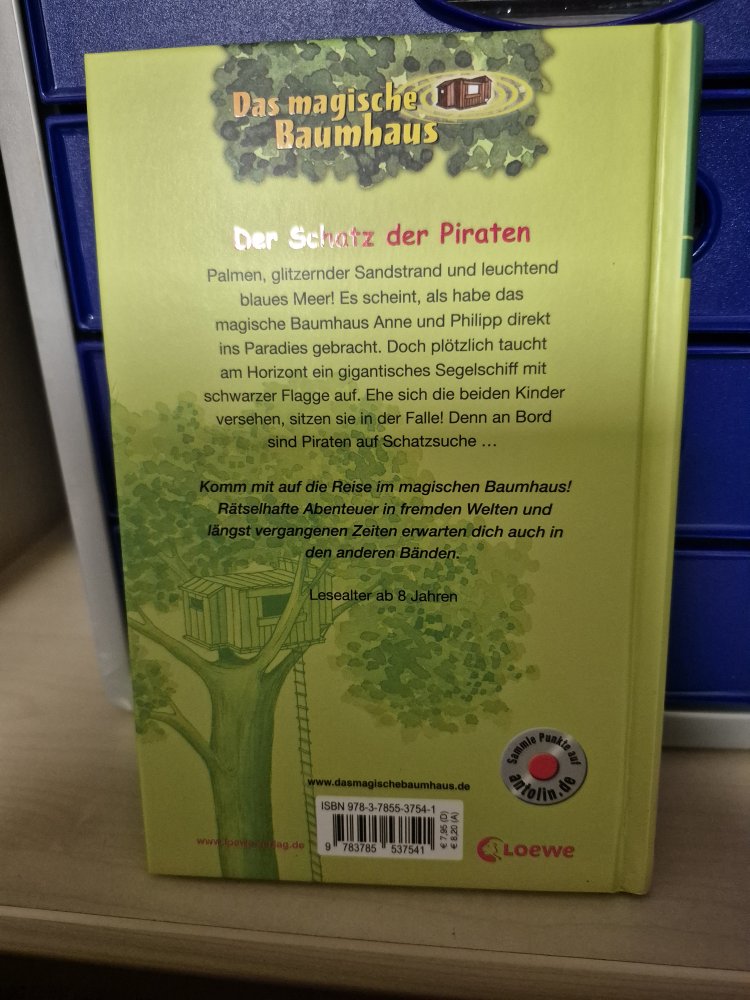 Das magische
Baumhaus
Der Schatz der Piraten
Palmen, glitzernder Sandstrand und leuchtend
blaues Meer! Es scheint, als habe das
magische Baumhaus Anne und Philipp direkt
ins Paradies gebracht. Doch plötzlich taucht
am Horizont ein gigantisches Segelschiff mit
schwarzer Flagge auf. Ehe sich die beiden Kinder
versehen, sitzen sie in der Falle! Denn an Bord
sind Piraten auf Schatzsuche …
Komm mit auf die Reise im magischen Baumhaus!
Rätselhafte Abenteuer in fremden Welten und
längst vergangenen Zeiten erwarten dich auch in
den anderen Bänden.
Lesealter ab 8 Jahren
Sammle Punkte auf
antolin.de
www.dasmagischebaumhaus.de
ISBN 978-3-7855-3754-1
9 783785 537541
€ 7,95 (D)
€ 8,20 (A)
www.loewe-verlag.de
Loewe